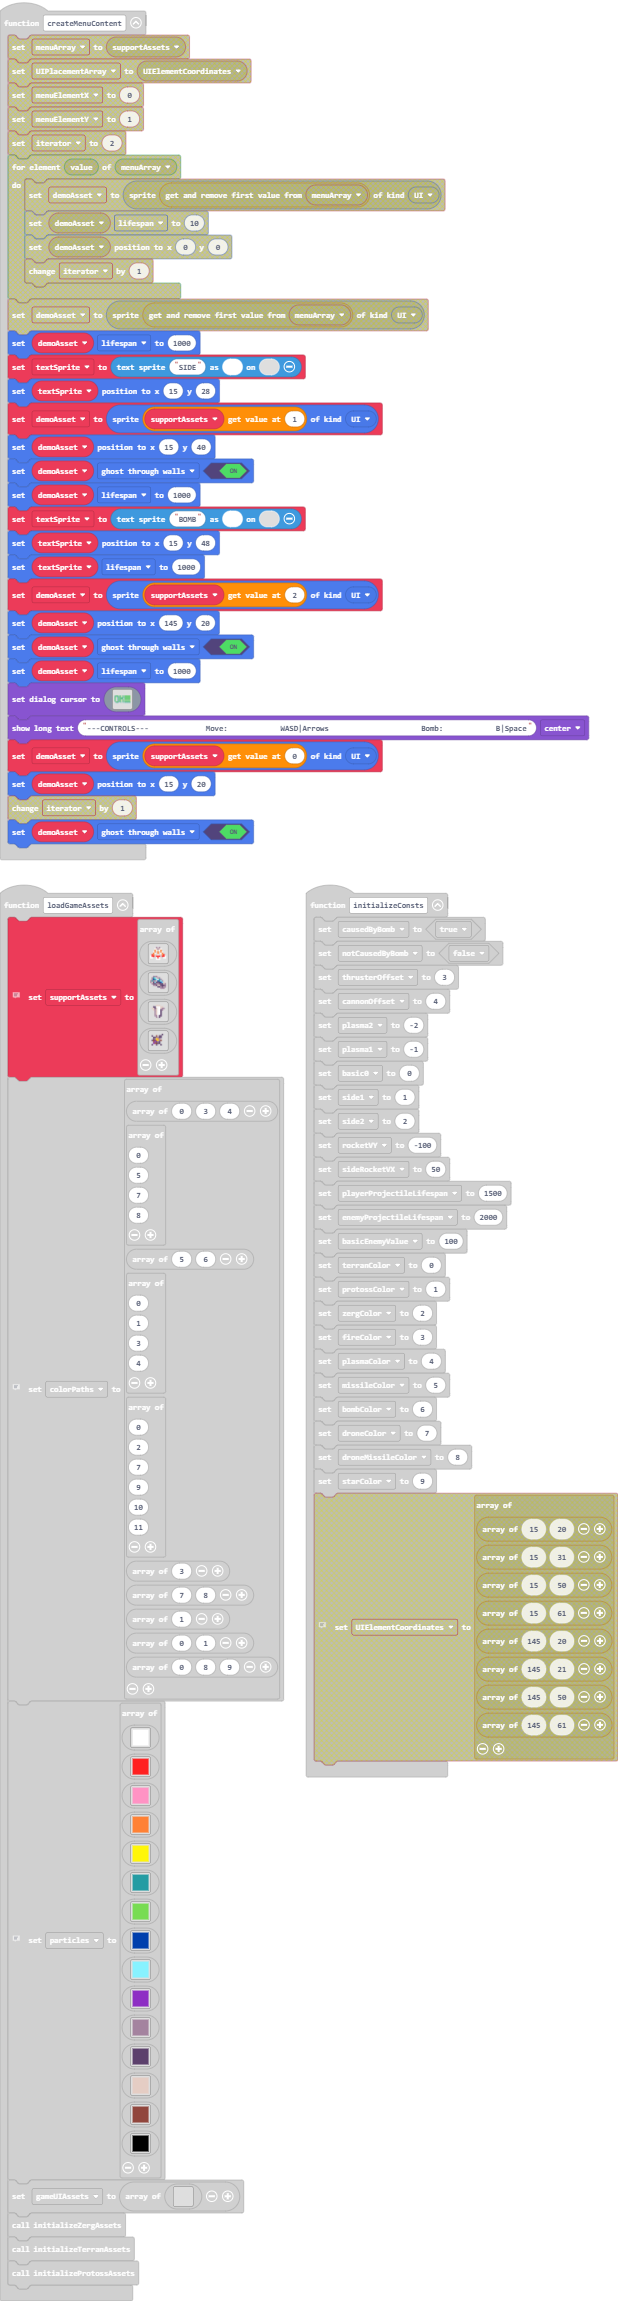 function createMenuContent
set menuArray to supportAssets
set UIPlacementArray to UIElementCoordinates
set menuElementX to 0
set menuElementY to 1
set iterator to 2
for element value of menuArray
do
set demoAsset to sprite get and remove first value from menuArray of kind UI
set demoAsset lifespan to 10
set demoAsset position to x 0 y 0
change iterator by 1
set demoAsset to sprite get and remove first value from menuArray of kind UI
set demoAsset lifespan to 1000
set textSprite to text sprite "SIDE" as on
set textSprite position to x 15 y 28
set demoAsset to sprite supportAssets get value at 1 of kind UI
set demoAsset position to x 15 y 40
set demoAsset ghost through walls ON
set demoAsset lifespan to 1000
set textSprite to text sprite "BOMB" as on
set textSprite position to x 15 y 48
set textSprite lifespan to 1000
set demoAsset to sprite supportAssets get value at 2 of kind UI
set demoAsset position to x 145 y 20
set demoAsset ghost through walls ON
set demoAsset lifespan to 1000
set dialog cursor to
show long text "---CONTROLS--- Move: WASD|Arrows Bomb: B|Space" center
set demoAsset to sprite supportAssets get value at 0 of kind UI
set demoAsset position to x 15 y 20
change iterator by 1
set demoAsset ghost through walls ON
function loadGameAssets
array of
set supportAssets to
array of
array of 0 3 4
array of
0
5
7
8
array of 5 6
array of
0
1
3
4
set colorPaths to
array of
0
2
7
9
10
11
array of 3
array of 7 8
array of 1
array of 0 1
array of 0 8 9
array of
set particles to
set gameUIAssets to array of
call initializeZergAssets
call initializeTerranAssets
call initializeProtossAssets
function initializeConsts
set causedByBomb to true
set notCausedByBomb to false
set thrusterOffset to 3
set cannonOffset to 4
set plasma2 to -2
set plasma1 to -1
set basic0 to 0
set side1 to 1
set side2 to 2
set rocketVY to -100
set sideRocketVX to 50
set playerProjectileLifespan to 1500
set enemyProjectileLifespan to 2000
set basicEnemyValue to 100
set terranColor to 0
set protossColor to 1
set zergColor to 2
set fireColor to 3
set plasmaColor to 4
set missileColor to 5
set bombColor to 6
set droneColor to 7
set droneMissileColor to 8
set starColor to 9
array of
array of 15 20
array of 15 31
array of 15 50
array of 15 61
set UIElementCoordinates to
array of 145 20
array of 145 21
array of 145 50
array of 145 61